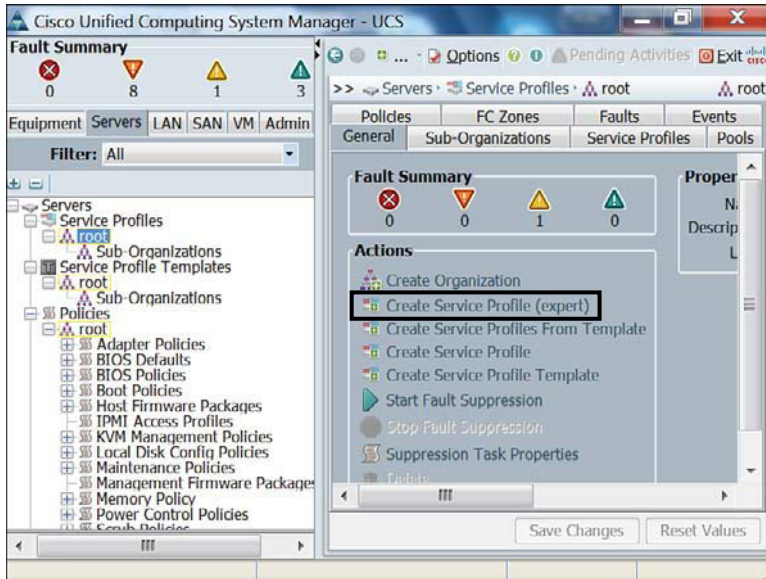 Cisco Unified Computing System Manager - UCS
Fault Summary
0 8 1 3
Equipment Servers LAN SAN VM Admin
Filter: All
Servers
Service Profiles
root
Sub-Organizations
Service Profile Templates
root
Sub-Organizations
Policies
root
Adapter Policies
BIOS Defaults
BIOS Policies
Boot Policies
Host Firmware Packages
IPMI Access Profiles
KVM Management Policies
Local Disk Config Policies
Maintenance Policies
Management Firmware Packages
Memory Policy
Power Control Policies
Scrub Policies
... Options Pending Activities Exit
>> Servers Service Profiles root root
Policies FC Zones Faults Events
General Sub-Organizations Service Profiles Pools
Fault Summary
0 0 1 0
Proper
Na
Descrip
L
Actions
Create Organization
Create Service Profile (expert)
Create Service Profiles From Template
Create Service Profile
Create Service Profile Template
Start Fault Suppression
Stop Fault Suppression
Suppression Task Properties
Delete
Save Changes Reset Values